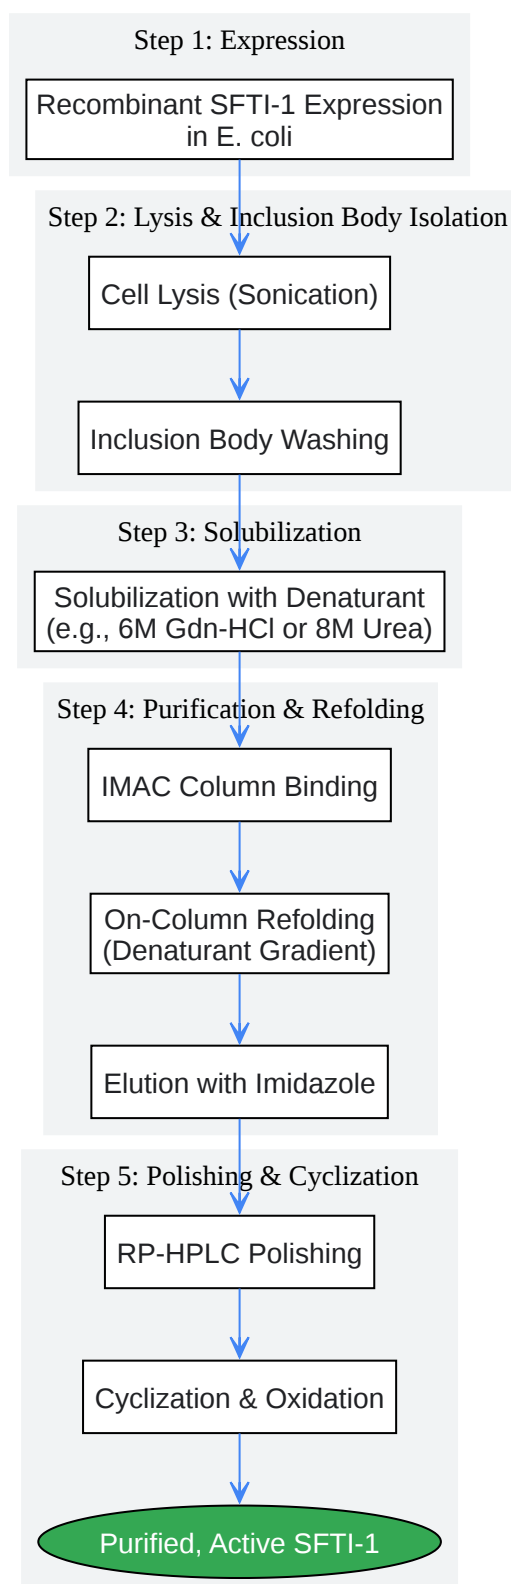 Step 1: Expression
Recombinant SFTI-1 Expression
in E. coli
Step 2: Lysis & Inclusion Body Isolation
Cell Lysis (Sonication)
Inclusion Body Washing
Step 3: Solubilization
Solubilization with Denaturant
(e.g., 6M Gdn-HCl or 8M Urea)
Step 4: Purification & Refolding
IMAC Column Binding
On-Column Refolding
(Denaturant Gradient)
Elution with Imidazole
Step 5: Polishing & Cyclization
RP-HPLC Polishing
Cyclization & Oxidation
Purified, Active SFTI-1